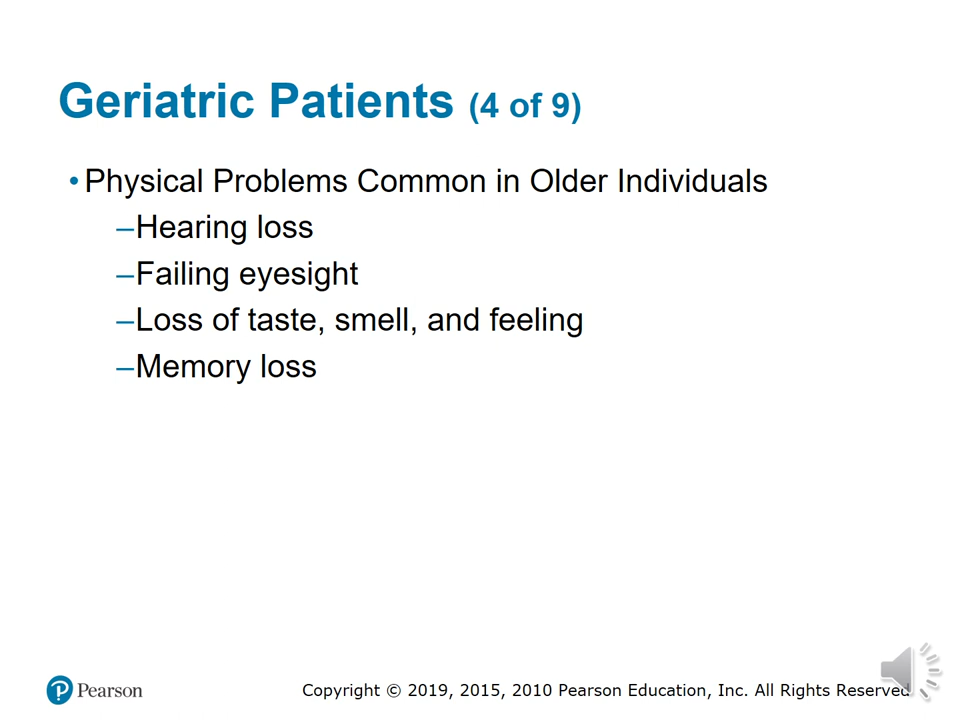 Geriatric Patients (4 of 9)
• Physical Problems Common in Older Individuals
–Hearing loss
–Failing eyesight
–Loss of taste, smell, and feeling
–Memory loss
Pearson
Copyright © 2019, 2015, 2010 Pearson Education, Inc. All Rights Reserved